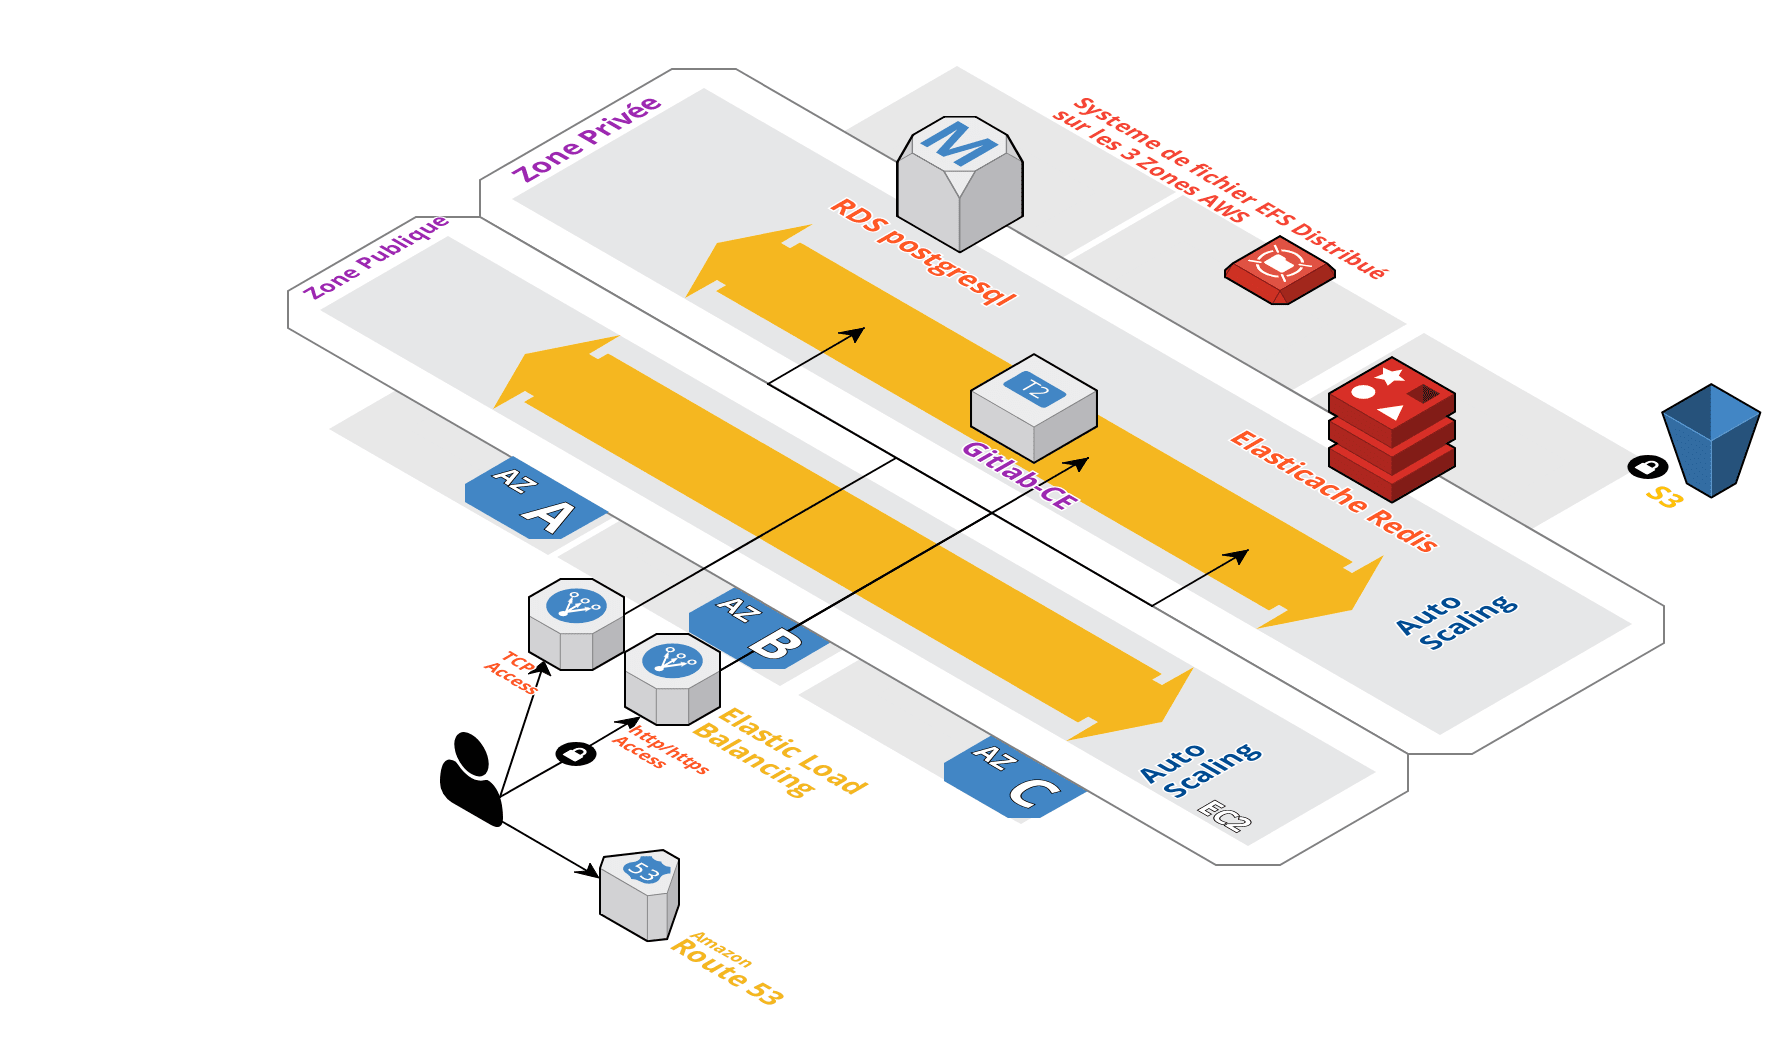 Zone Privée
Zone Publique
Systeme de fichier EFS Distribué
sur les 3 Zones AWS
M
RDS postgresql
T2
Gitlab-CE
Elasticache Redis
S3
Auto
Scaling
AZ
A
AZ
B
AZ
C
TCP
Access
http/https
Access
Elastic Load
Balancing
Auto
Scaling
EC2
53
Amazon
Route 53